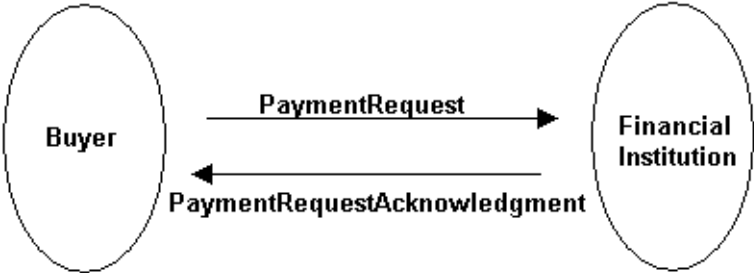 PaymentRequest
Buyer
Financial
Institution
PaymentRequestAcknowledgment